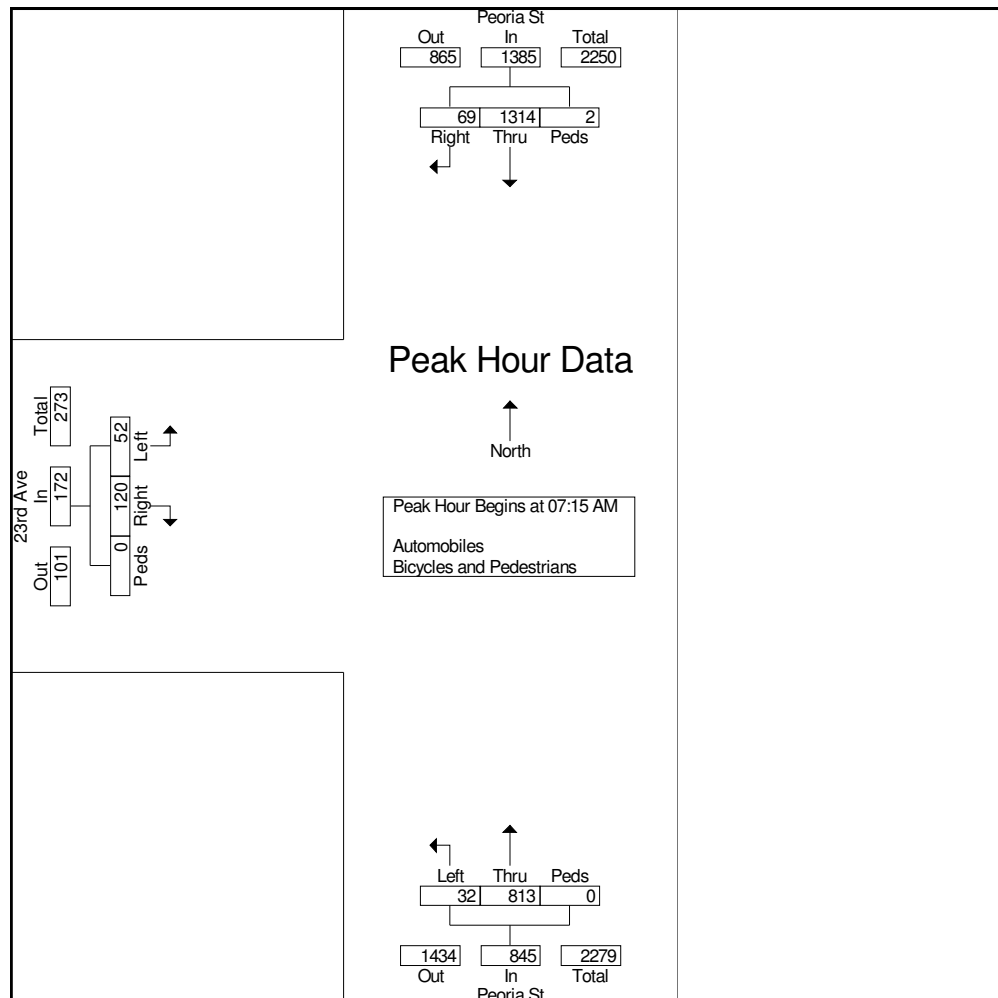 Peoria St
Out In Total
865 1385 2250
69 1314 2
Right Thru Peds
Peak Hour Data
North
Peak Hour Begins at 07:15 AM
Automobiles
Bicycles and Pedestrians
23rd Ave
Out In Total
101 172 273
0 120 52
Peds Right Left
Left Thru Peds
32 813 0
1434 845 2279
Out In Total
Peoria St